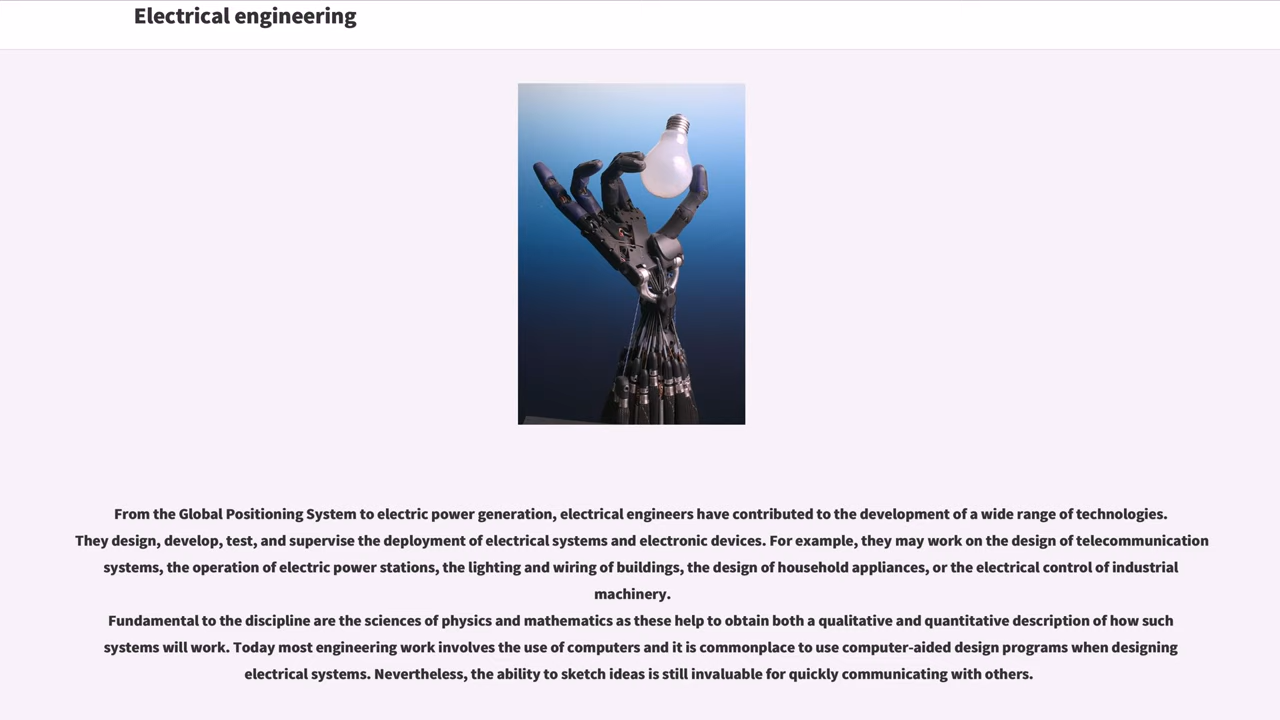 Electrical engineering
From the Global Positioning System to electric power generation, electrical engineers have contributed to the development of a wide range of technologies.
They design, develop, test, and supervise the deployment of electrical systems and electronic devices. For example, they may work on the design of telecommunication
systems, the operation of electric power stations, the lighting and wiring of buildings, the design of household appliances, or the electrical control of industrial
machinery.
Fundamental to the discipline are the sciences of physics and mathematics as these help to obtain both a qualitative and quantitative description of how such
systems will work. Today most engineering work involves the use of computers and it is commonplace to use computer-aided design programs when designing
electrical systems. Nevertheless, the ability to sketch ideas is still invaluable for quickly communicating with others.